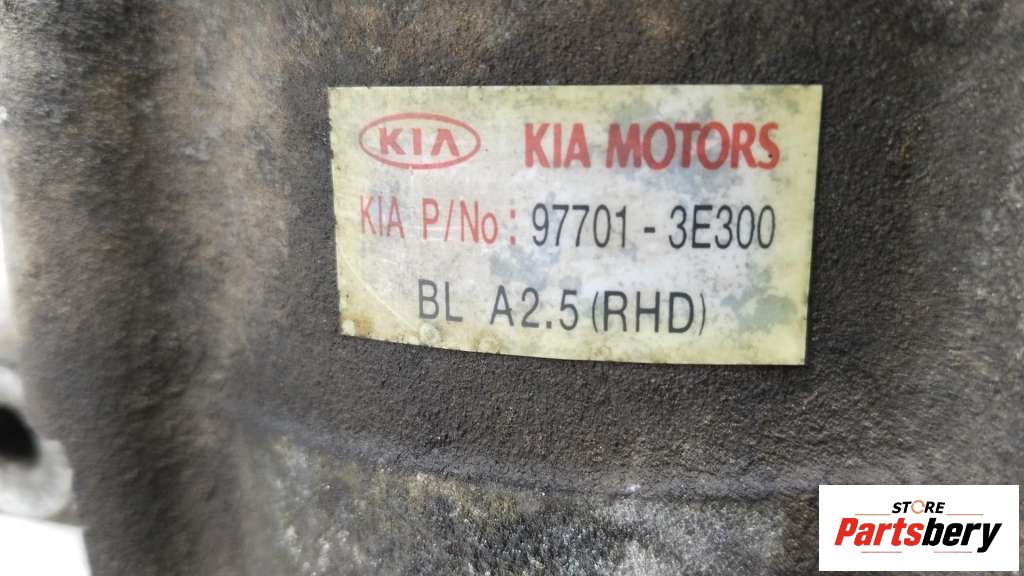 KIA KIA MOTORS
KIA P/No: 97701 - 3E300
BL A2.5 (RHD)
STORE
Partsbery